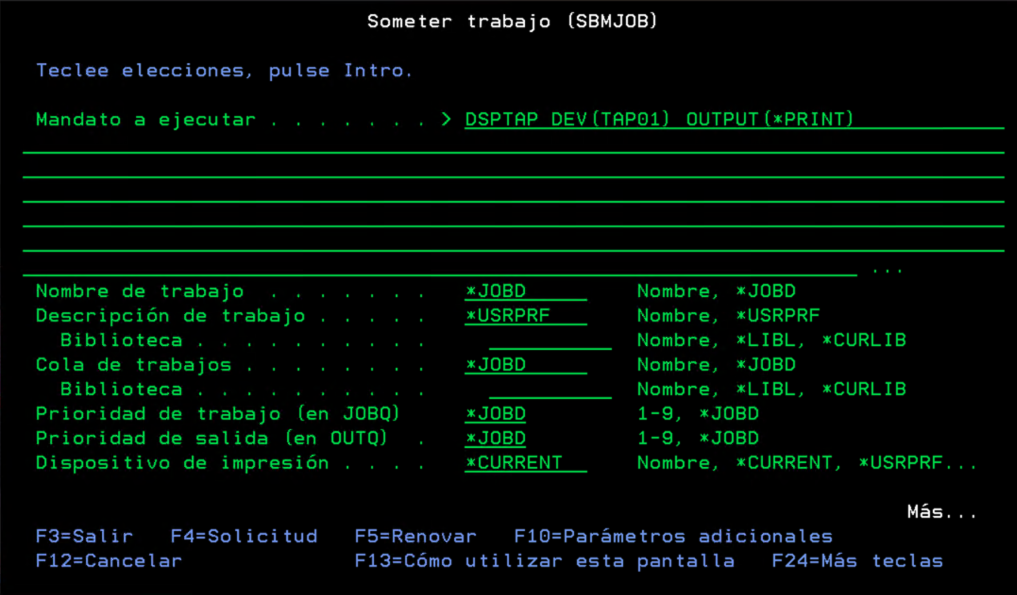 Someter trabajo (SBMJOB)
Teclee elecciones, pulse Intro.
Mandato a ejecutar . . . . . . . > DSPTAP DEV(TAP01) OUTPUT(*PRINT)
...
Nombre de trabajo . . . . . . . *JOBD Nombre, *JOBD
Descripción de trabajo . . . . . *USRPRF Nombre, *USRPRF
Biblioteca . . . . . . . . . . Nombre, *LIBL, *CURLIB
Cola de trabajos . . . . . . . . *JOBD Nombre, *JOBD
Biblioteca . . . . . . . . . . Nombre, *LIBL, *CURLIB
Prioridad de trabajo (en JOBQ) *JOBD 1-9, *JOBD
Prioridad de salida (en OUTQ) . *JOBD 1-9, *JOBD
Dispositivo de impresión . . . . *CURRENT Nombre, *CURRENT, *USRPRF...
Más...
F3=Salir F4=Solicitud F5=Renovar F10=Parámetros adicionales
F12=Cancelar F13=Cómo utilizar esta pantalla F24=Más teclas